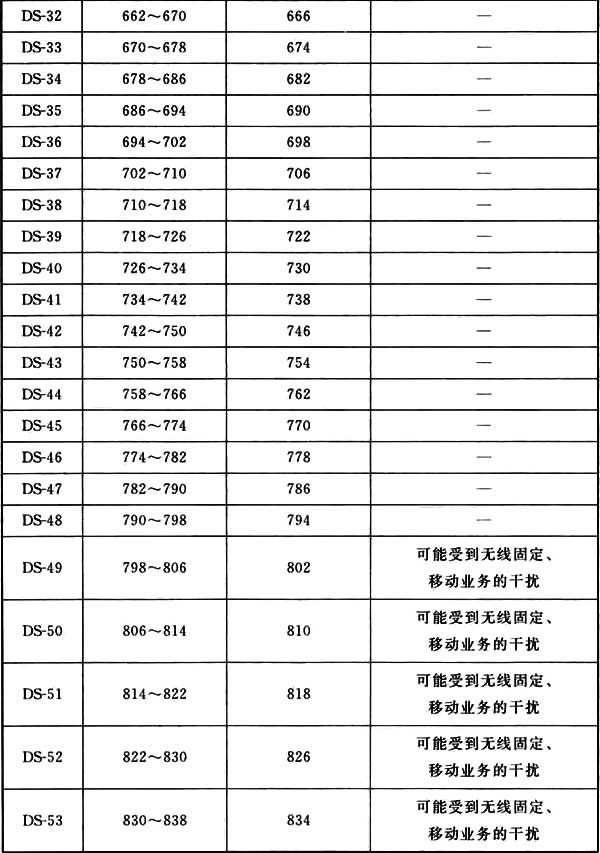 DS-32 662～670 666 —
DS-33 670～678 674 —
DS-34 678～686 682 —
DS-35 686～694 690 —
DS-36 694～702 698 —
DS-37 702～710 706 —
DS-38 710～718 714 —
DS-39 718～726 722 —
DS-40 726～734 730 —
DS-41 734～742 738 —
DS-42 742～750 746 —
DS-43 750～758 754 —
DS-44 758～766 762 —
DS-45 766～774 770 —
DS-46 774～782 778 —
DS-47 782～790 786 —
DS-48 790～798 794 —
DS-49 798～806 802 可能受到无线固定、
移动业务的干扰
DS-50 806～814 810 可能受到无线固定、
移动业务的干扰
DS-51 814～822 818 可能受到无线固定、
移动业务的干扰
DS-52 822～830 826 可能受到无线固定、
移动业务的干扰
DS-53 830～838 834 可能受到无线固定、
移动业务的干扰